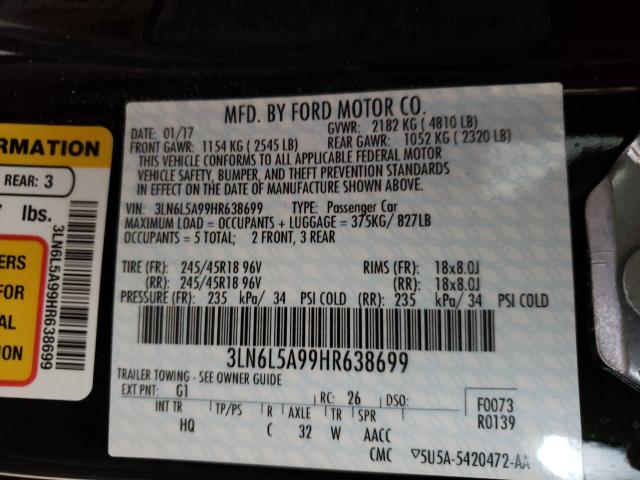 MFD. BY FORD MOTOR CO.
DATE: 01/17 GVWR: 2182 KG ( 4810 LB)
FRONT GAWR: 1154 KG ( 2545 LB) REAR GAWR: 1052 KG ( 2320 LB)
THIS VEHICLE CONFORMS TO ALL APPLICABLE FEDERAL MOTOR
VEHICLE SAFETY, BUMPER, AND THEFT PREVENTION STANDARDS
IN EFFECT ON THE DATE OF MANUFACTURE SHOWN ABOVE.
VIN: 3LN6L5A99HR638699 TYPE: Passenger Car
MAXIMUM LOAD = OCCUPANTS + LUGGAGE = 375KG/ 827LB
OCCUPANTS = 5 TOTAL; 2 FRONT, 3 REAR
TIRE (FR): 245/45R18 96V RIMS (FR): 18x8.0J
(RR): 245/45R18 96V (RR): 18x8.0J
PRESSURE (FR): 235 kPa/ 34 PSI COLD (RR): 235 kPa/ 34 PSI COLD
3LN6L5A99HR638699
TRAILER TOWING - SEE OWNER GUIDE
EXT PNT: G1 RC: 26 DSO:
INT TR TP/PS R AXLE TR SPR
HQ C 32 W AACC
CMC
F0073
R0139
▽5U5A-5420472-AA
ORMATION
REAR: 3
lbs.
3LN6L5A99HR638699
ERS
FOR
AL
ION